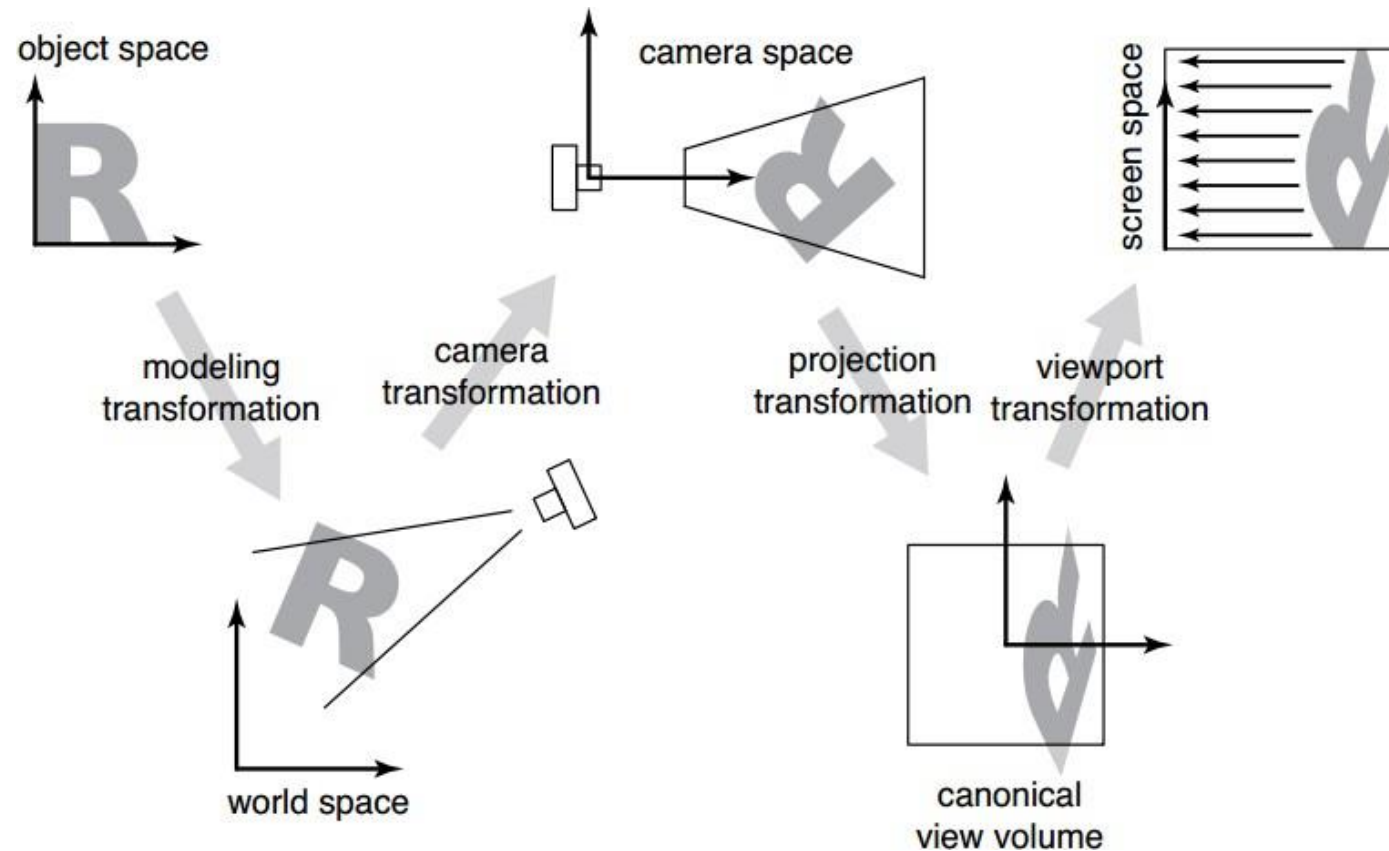 object space
R
camera space
R
screen space
R
modeling
transformation
camera
transformation
projection
transformation
viewport
transformation
R
world space
R
canonical
view volume